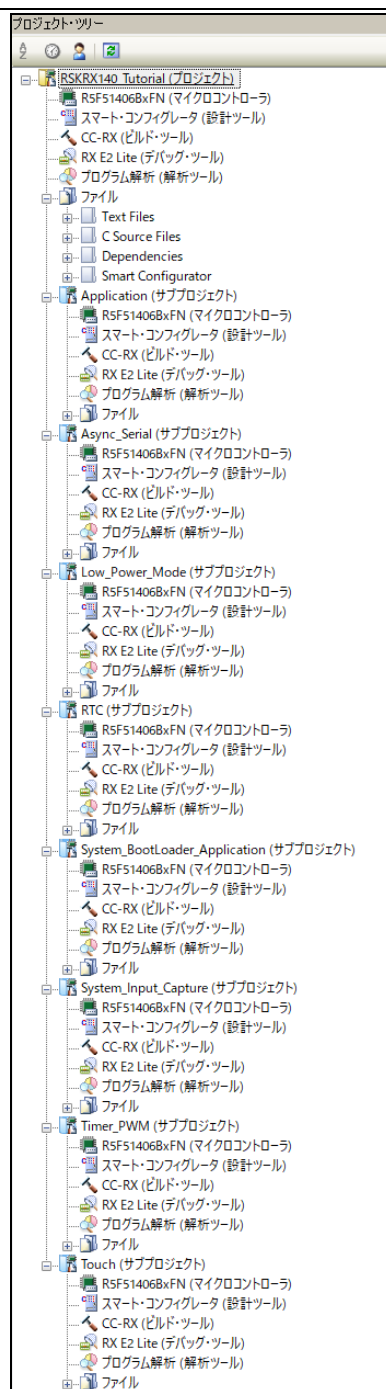 プロジェクト・ツリー
RSKRX140_Tutorial (プロジェクト)
R5F51406BxFN (マイクロコントローラ)
スマート・コンフィグレータ (設計ツール)
CC-RX (ビルド・ツール)
RX E2 Lite (デバッグ・ツール)
プログラム解析 (解析ツール)
ファイル
Text Files
C Source Files
Dependencies
Smart Configurator
Application (サブプロジェクト)
R5F51406BxFN (マイクロコントローラ)
スマート・コンフィグレータ (設計ツール)
CC-RX (ビルド・ツール)
RX E2 Lite (デバッグ・ツール)
プログラム解析 (解析ツール)
ファイル
Async_Serial (サブプロジェクト)
R5F51406BxFN (マイクロコントローラ)
スマート・コンフィグレータ (設計ツール)
CC-RX (ビルド・ツール)
RX E2 Lite (デバッグ・ツール)
プログラム解析 (解析ツール)
ファイル
Low_Power_Mode (サブプロジェクト)
R5F51406BxFN (マイクロコントローラ)
スマート・コンフィグレータ (設計ツール)
CC-RX (ビルド・ツール)
RX E2 Lite (デバッグ・ツール)
プログラム解析 (解析ツール)
ファイル
RTC (サブプロジェクト)
R5F51406BxFN (マイクロコントローラ)
スマート・コンフィグレータ (設計ツール)
CC-RX (ビルド・ツール)
RX E2 Lite (デバッグ・ツール)
プログラム解析 (解析ツール)
ファイル
System_BootLoader_Application (サブプロジェクト)
R5F51406BxFN (マイクロコントローラ)
スマート・コンフィグレータ (設計ツール)
CC-RX (ビルド・ツール)
RX E2 Lite (デバッグ・ツール)
プログラム解析 (解析ツール)
ファイル
System_Input_Capture (サブプロジェクト)
R5F51406BxFN (マイクロコントローラ)
スマート・コンフィグレータ (設計ツール)
CC-RX (ビルド・ツール)
RX E2 Lite (デバッグ・ツール)
プログラム解析 (解析ツール)
ファイル
Timer_PWM (サブプロジェクト)
R5F51406BxFN (マイクロコントローラ)
スマート・コンフィグレータ (設計ツール)
CC-RX (ビルド・ツール)
RX E2 Lite (デバッグ・ツール)
プログラム解析 (解析ツール)
ファイル
Touch (サブプロジェクト)
R5F51406BxFN (マイクロコントローラ)
スマート・コンフィグレータ (設計ツール)
CC-RX (ビルド・ツール)
RX E2 Lite (デバッグ・ツール)
プログラム解析 (解析ツール)
ファイル